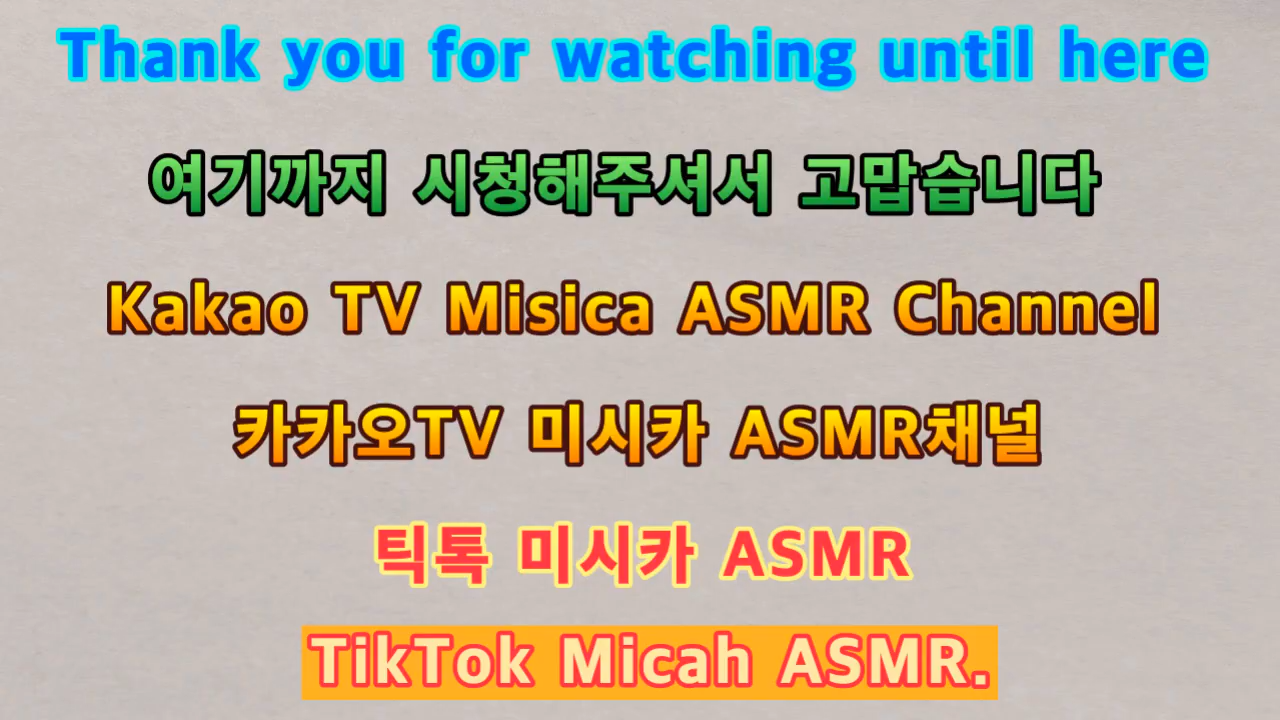 Thank you for watching until here
여기까지 시청해주셔서 고맙습니다
Kakao TV Misica ASMR Channel
카카오TV 미시카 ASMR채널
틱톡 미시카 ASMR
TikTok Micah ASMR.